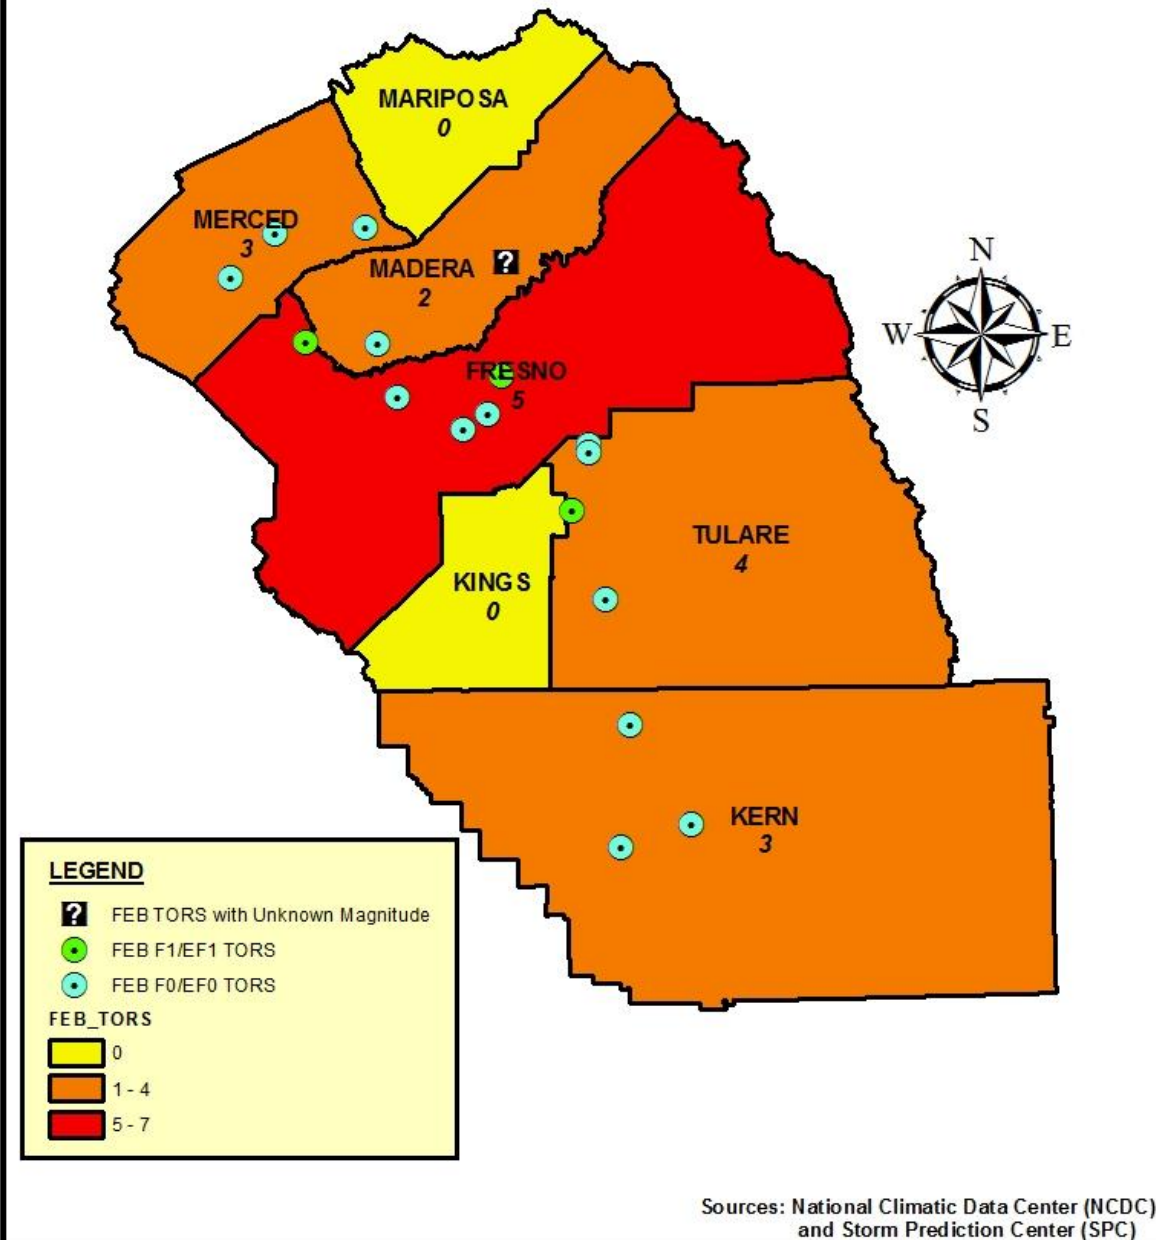 MARIPOSA
0
MERCED
3
MADERA
2
?
N
W
E
S
FRESNO
5
TULARE
4
KINGS
0
KERN
3
LEGEND
? FEB TORS with Unknown Magnitude
FEB F1/EF1 TORS
FEB F0/EF0 TORS
FEB_TORS
0
1 - 4
5 - 7
Sources: National Climatic Data Center (NCDC)
and Storm Prediction Center (SPC)